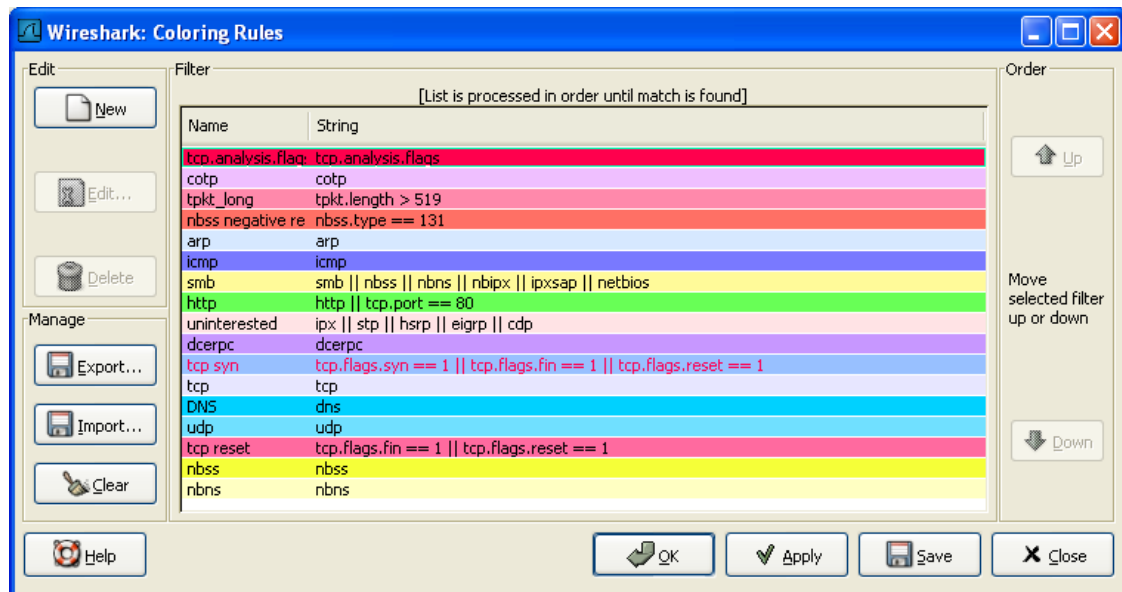 Wireshark: Coloring Rules
Edit
New
Edit...
Delete
Manage
Export...
Import...
Clear
Filter
[List is processed in order until match is found]
Name String
tcp.analysis.flag: tcp.analysis.flags
cotp cotp
tpkt_long tpkt.length > 519
nbss negative re nbss.type == 131
arp arp
icmp icmp
smb smb || nbss || nbns || nbipx || ipxsap || netbios
http http || tcp.port == 80
uninterested ipx || stp || hsrp || eigrp || cdp
dcerpc dcerpc
tcp syn tcp.flags.syn == 1 || tcp.flags.fin == 1 || tcp.flags.reset == 1
tcp tcp
DNS dns
udp udp
tcp reset tcp.flags.fin == 1 || tcp.flags.reset == 1
nbss nbss
nbns nbns
Order
Up
Move
selected filter
up or down
Down
Help
OK
Apply
Save
Close